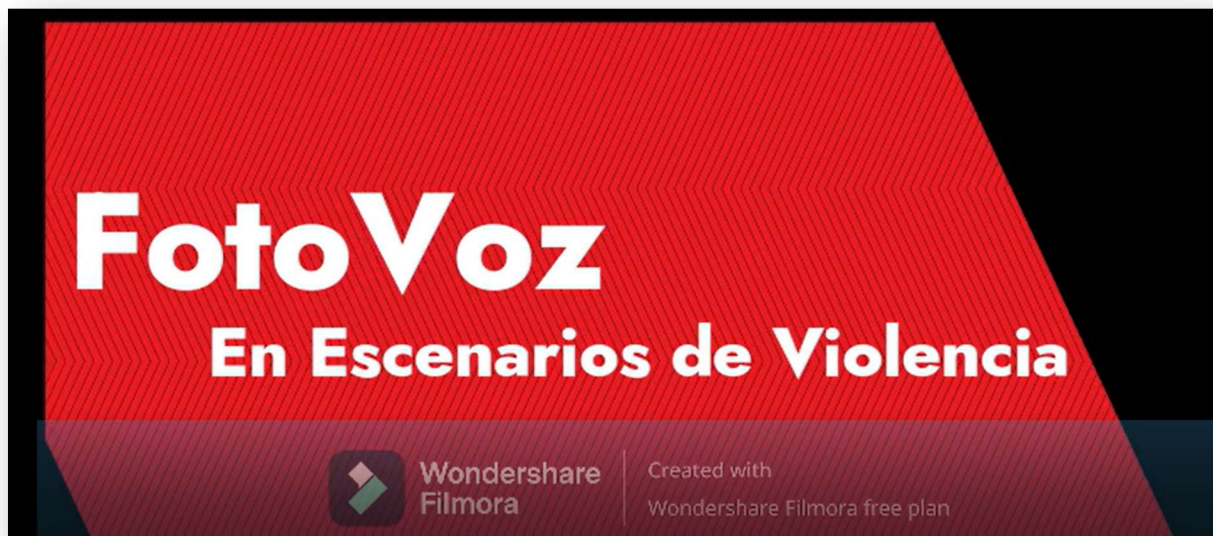 FotoVoz
En Escenarios de Violencia
Wondershare
Filmora
Created with
Wondershare Filmora free plan